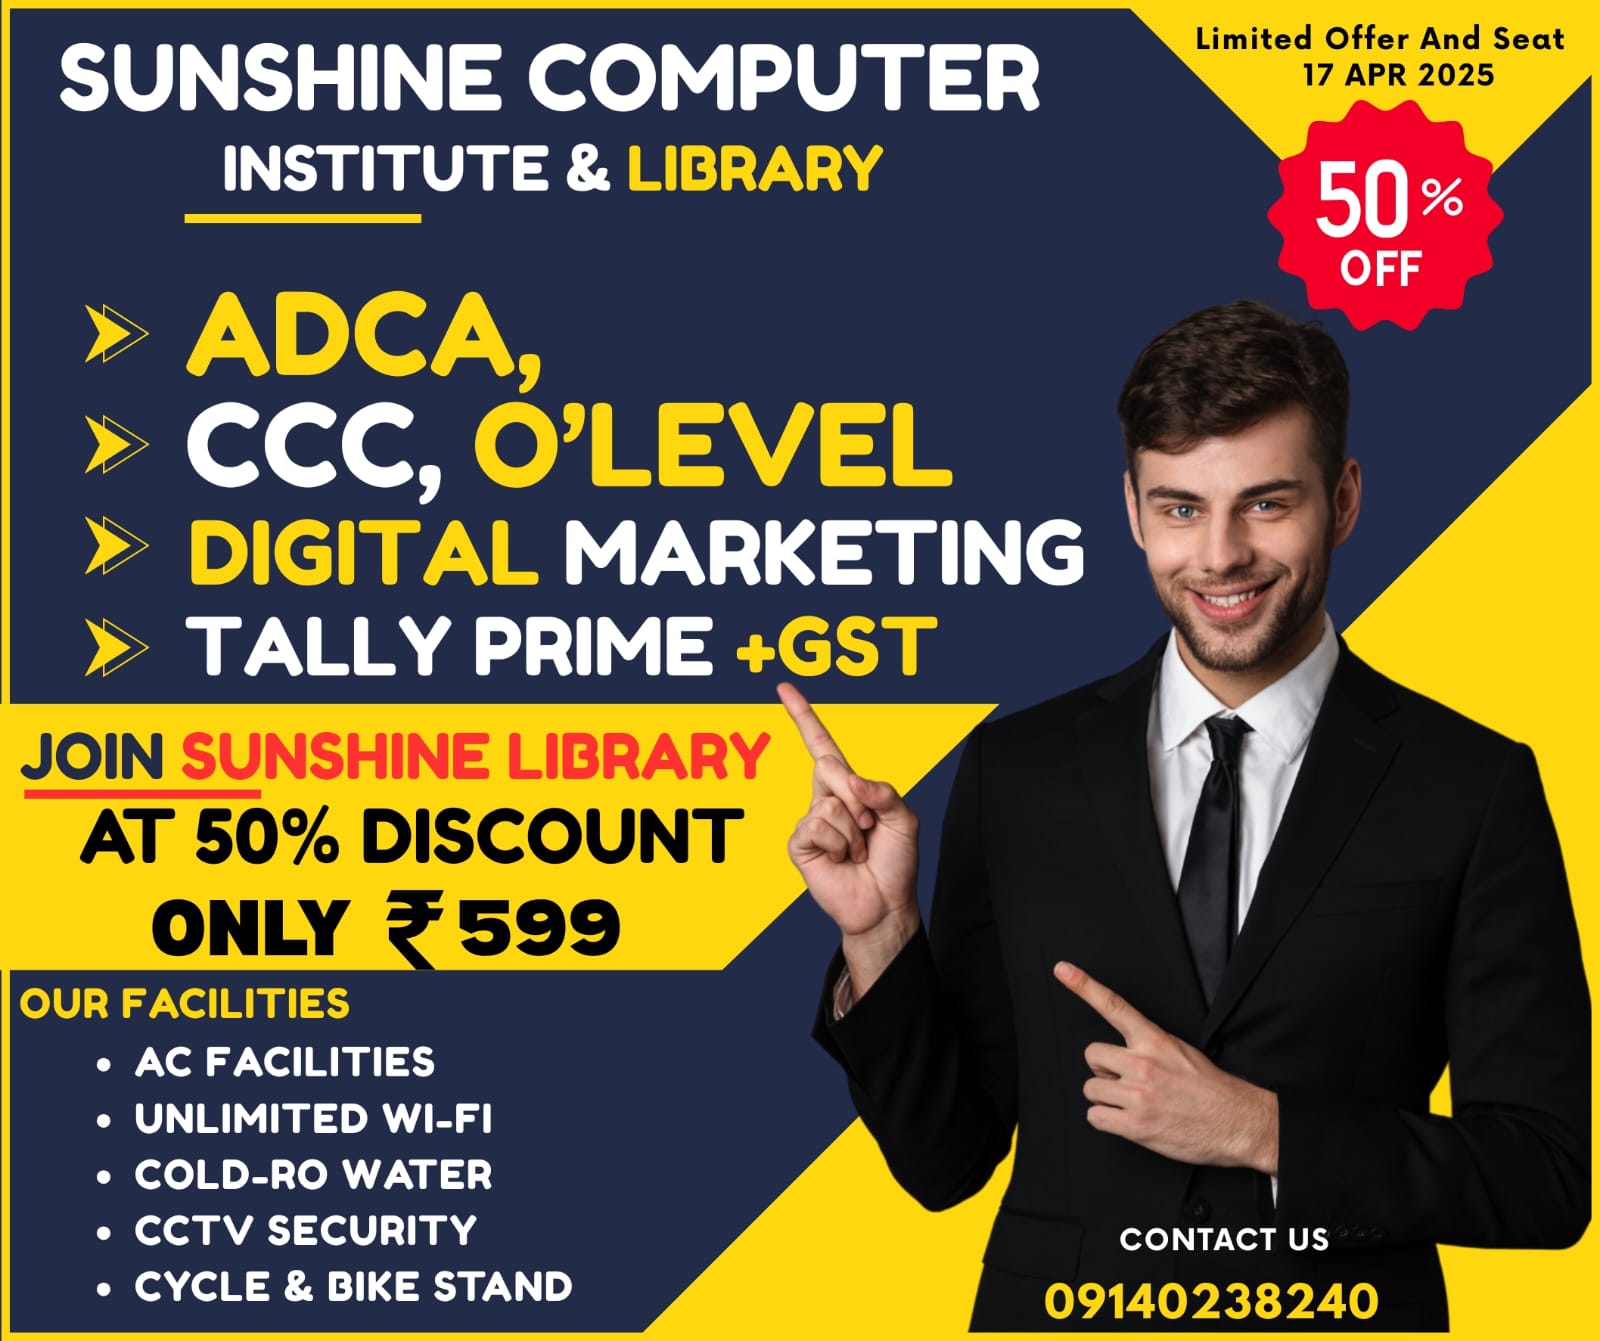 SUNSHINE COMPUTER
INSTITUTE & LIBRARY
Limited Offer And Seat
17 APR 2025
50%
OFF
ADCA,
CCC, O’LEVEL
DIGITAL MARKETING
TALLY PRIME +GST
JOIN SUNSHINE LIBRARY
AT 50% DISCOUNT
ONLY ₹ 599
OUR FACILITIES
• AC FACILITIES
• UNLIMITED WI-FI
• COLD-RO WATER
• CCTV SECURITY
• CYCLE & BIKE STAND
CONTACT US
09140238240